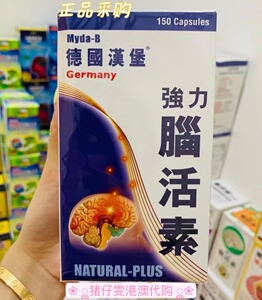 正品采购
150 Capsules
Myda-B
德國漢堡®
Germany
強力
腦活素
NATURAL-PLUS
猪仔雯港澳代购